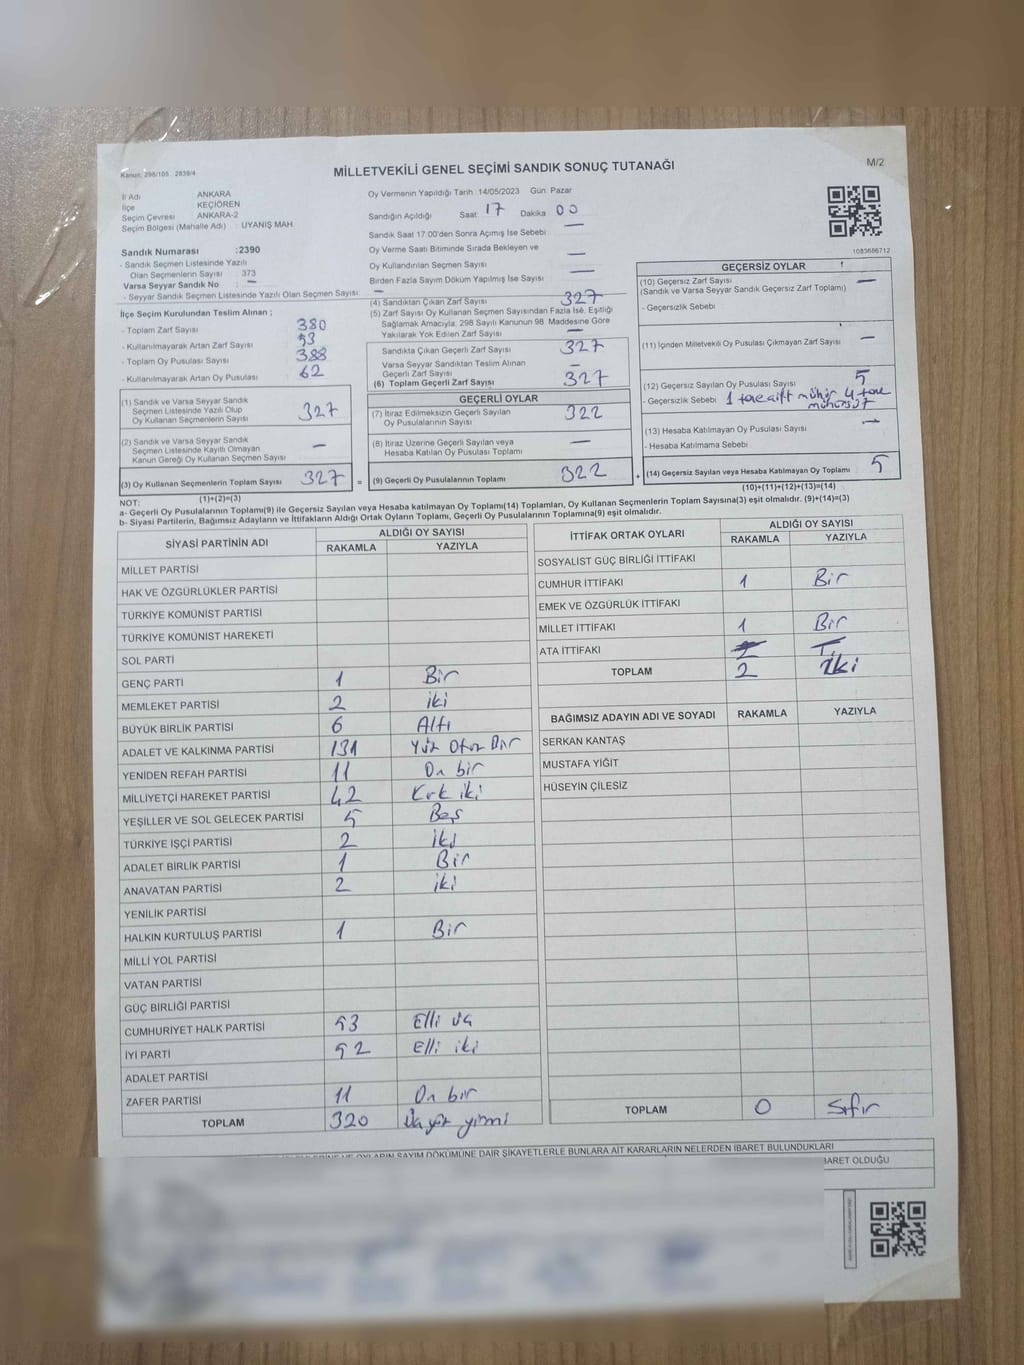 Kanun: 298/105 . 2839/4
MİLLETVEKİLİ GENEL SEÇİMİ SANDIK SONUÇ TUTANAĞI
M/2
İl Adı ANKARA
İlçe KEÇİÖREN
Seçim Çevresi ANKARA-2
Seçim Bölgesi (Mahalle Adı) : UYANIŞ MAH.
Sandık Numarası :2390
- Sandık Seçmen Listesinde Yazılı
Olan Seçmenlerin Sayısı : 373
Varsa Seyyar Sandık No : —
- Seyyar Sandık Seçmen Listesinde Yazılı Olan Seçmen Sayısı: —
Oy Vermenin Yapıldığı Tarih :14/05/2023 Gün Pazar
Sandığın Açıldığı Saat 17 Dakika 00
Sandık Saat 17:00'den Sonra Açılmış İse Sebebi —
Oy Verme Saati Bitiminde Sırada Bekleyen ve —
Oy Kullandırılan Seçmen Sayısı —
Birden Fazla Sayım Döküm Yapılmış İse Sayısı
1083686712
İlçe Seçim Kurulundan Teslim Alınan ;
- Toplam Zarf Sayısı 380
- Kullanılmayarak Artan Zarf Sayısı 53
- Toplam Oy Pusulası Sayısı 388
- Kullanılmayarak Artan Oy Pusulası 62
(1) Sandık ve Varsa Seyyar Sandık
Seçmen Listesinde Yazılı Olup
Oy Kullanan Seçmenlerin Sayısı 327
(2) Sandık ve Varsa Seyyar Sandık
Seçmen Listesinde Kayıtlı Olmayan
Kanun Gereği Oy Kullanan Seçmen Sayısı —
(3) Oy Kullanan Seçmenlerin Toplam Sayısı 327 =
(1)+(2)=(3)
(4) Sandıktan Çıkan Zarf Sayısı 327
(5) Zarf Sayısı Oy Kullanan Seçmen Sayısından Fazla İse, Eşitliği
Sağlamak Amacıyla, 298 Sayılı Kanunun 98. Maddesine Göre
Yakılarak Yok Edilen Zarf Sayısı —
Sandıkta Çıkan Geçerli Zarf Sayısı 327
Varsa Seyyar Sandıktan Teslim Alınan
Geçerli Zarf Sayısı —
(6) Toplam Geçerli Zarf Sayısı 327
GEÇERLİ OYLAR
(7) İtiraz Edilmeksizin Geçerli Sayılan
Oy Pusulalarının Sayısı 322
(8) İtiraz Üzerine Geçerli Sayılan veya
Hesaba Katılan Oy Pusulası Toplamı —
(9) Geçerli Oy Pusulalarının Toplamı 322 +
GEÇERSİZ OYLAR
(10) Geçersiz Zarf Sayısı —
(Sandık ve Varsa Seyyar Sandık Geçersiz Zarf Toplamı)
- Geçersizlik Sebebi :
(11) İçinden Milletvekili Oy Pusulası Çıkmayan Zarf Sayısı —
(12) Geçersiz Sayılan Oy Pusulası Sayısı 5
- Geçersizlik Sebebi 1 tane çift mühür 4 tane
mühürsüz
(13) Hesaba Katılmayan Oy Pusulası Sayısı —
- Hesaba Katılmama Sebebi
(14) Geçersiz Sayılan veya Hesaba Katılmayan Oy Toplamı 5
(10)+(11)+(12)+(13)=(14)
NOT:
a- Geçerli Oy Pusulalarının Toplamı(9) ile Geçersiz Sayılan veya Hesaba katılmayan Oy Toplamı(14) Toplamları, Oy Kullanan Seçmenlerin Toplam Sayısına(3) eşit olmalıdır. (9)+(14)=(3)
b- Siyasi Partilerin, Bağımsız Adayların ve İttifakların Aldığı Ortak Oyların Toplamı, Geçerli Oy Pusulalarının Toplamına(9) eşit olmalıdır.
SİYASİ PARTİNİN ADI ALDIĞI OY SAYISI
RAKAMLA YAZIYLA
MİLLET PARTİSİ
HAK VE ÖZGÜRLÜKLER PARTİSİ
TÜRKİYE KOMÜNİST PARTİSİ
TÜRKİYE KOMÜNİST HAREKETİ
SOL PARTİ
GENÇ PARTİ 1 Bir
MEMLEKET PARTİSİ 2 iki
BÜYÜK BİRLİK PARTİSİ 6 Altı
ADALET VE KALKINMA PARTİSİ 131 Yüz Otuz Bir
YENİDEN REFAH PARTİSİ 11 On bir
MİLLİYETÇİ HAREKET PARTİSİ 42 Kırk iki
YEŞİLLER VE SOL GELECEK PARTİSİ 5 Beş
TÜRKİYE İŞÇİ PARTİSİ 2 iki
ADALET BİRLİK PARTİSİ 1 Bir
ANAVATAN PARTİSİ 2 iki
YENİLİK PARTİSİ
HALKIN KURTULUŞ PARTİSİ 1 Bir
MİLLİ YOL PARTİSİ
VATAN PARTİSİ
GÜÇ BİRLİĞİ PARTİSİ
CUMHURİYET HALK PARTİSİ 53 Elli üç
İYİ PARTİ 52 Elli iki
ADALET PARTİSİ
ZAFER PARTİSİ 11 On bir
TOPLAM 320 Üç yüz yirmi
İTTİFAK ORTAK OYLARI ALDIĞI OY SAYISI
RAKAMLA YAZIYLA
SOSYALİST GÜÇ BİRLİĞİ İTTİFAKI
CUMHUR İTTİFAKI 1 Bir
EMEK VE ÖZGÜRLÜK İTTİFAKI
MİLLET İTTİFAKI 1 Bir
ATA İTTİFAKI
TOPLAM 2 iki
BAĞIMSIZ ADAYIN ADI VE SOYADI RAKAMLA YAZIYLA
SERKAN KANTAŞ
MUSTAFA YİĞİT
HÜSEYİN ÇİLESİZ
TOPLAM 0 Sıfır
OYLARIN SAYIM DÖKÜMÜNE DAİR ŞİKAYETLERLE BUNLARA AİT KARARLARIN NELERDEN İBARET BULUNDUKLARI
BARET OLDUĞU